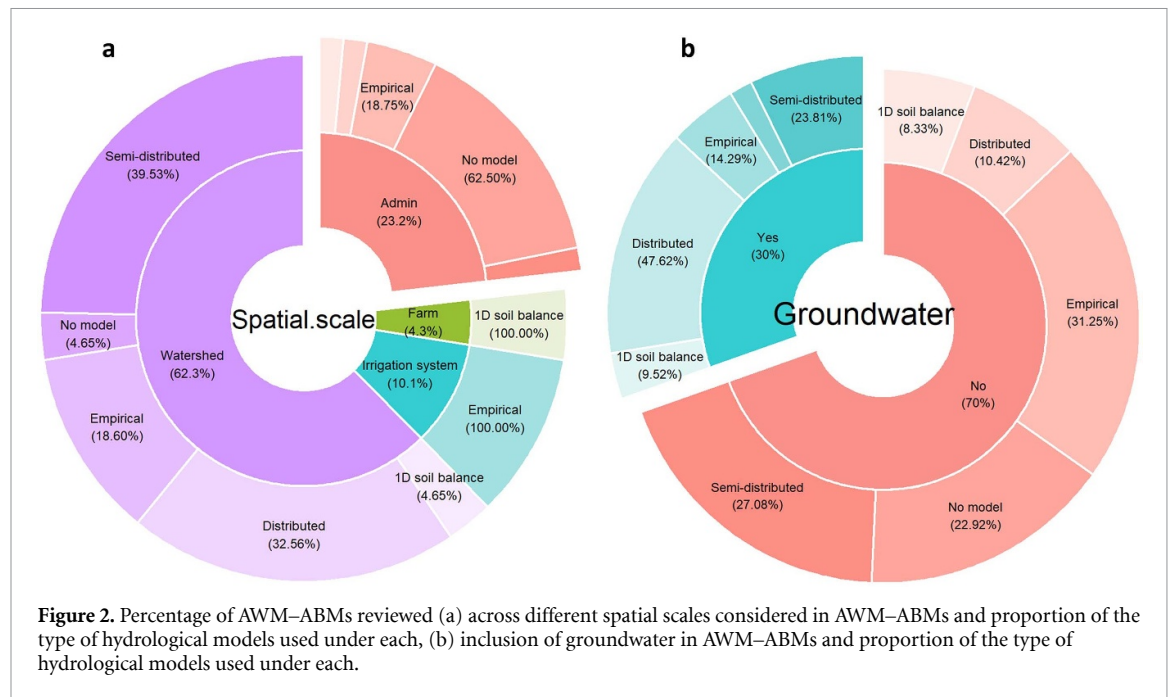 a
Empirical
(18.75%)
Semi-distributed
(39.53%)
No model
(62.50%)
Admin
(23.2%)
Spatial.scale
Farm
(4.3%)
1D soil balance
(100.00%)
No model
(4.65%)
Watershed
(62.3%)
Irrigation system
(10.1%)
Empirical
(100.00%)
Empirical
(18.60%)
1D soil balance
(4.65%)
Distributed
(32.56%)
b
Semi-distributed
(23.81%)
1D soil balance
(8.33%)
Empirical
(14.29%)
Distributed
(10.42%)
Distributed
(47.62%)
Yes
(30%)
Empirical
(31.25%)
Groundwater
1D soil balance
(9.52%)
No
(70%)
Semi-distributed
(27.08%)
No model
(22.92%)
Figure 2. Percentage of AWM–ABMs reviewed (a) across different spatial scales considered in AWM–ABMs and proportion of the
type of hydrological models used under each, (b) inclusion of groundwater in AWM–ABMs and proportion of the type of
hydrological models used under each.